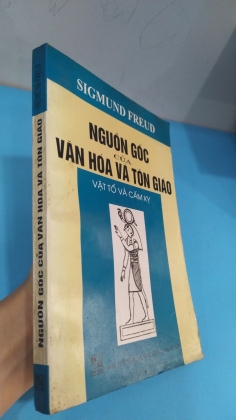 SIGMUND FREUD
NGUỒN GỐC
CỦA
VĂN HÓA VÀ TÔN GIÁO
VẬT TỔ VÀ CẤM KỴ
NGUỒN GỐC CỦA VĂN HÓA VÀ TÔN GIÁO